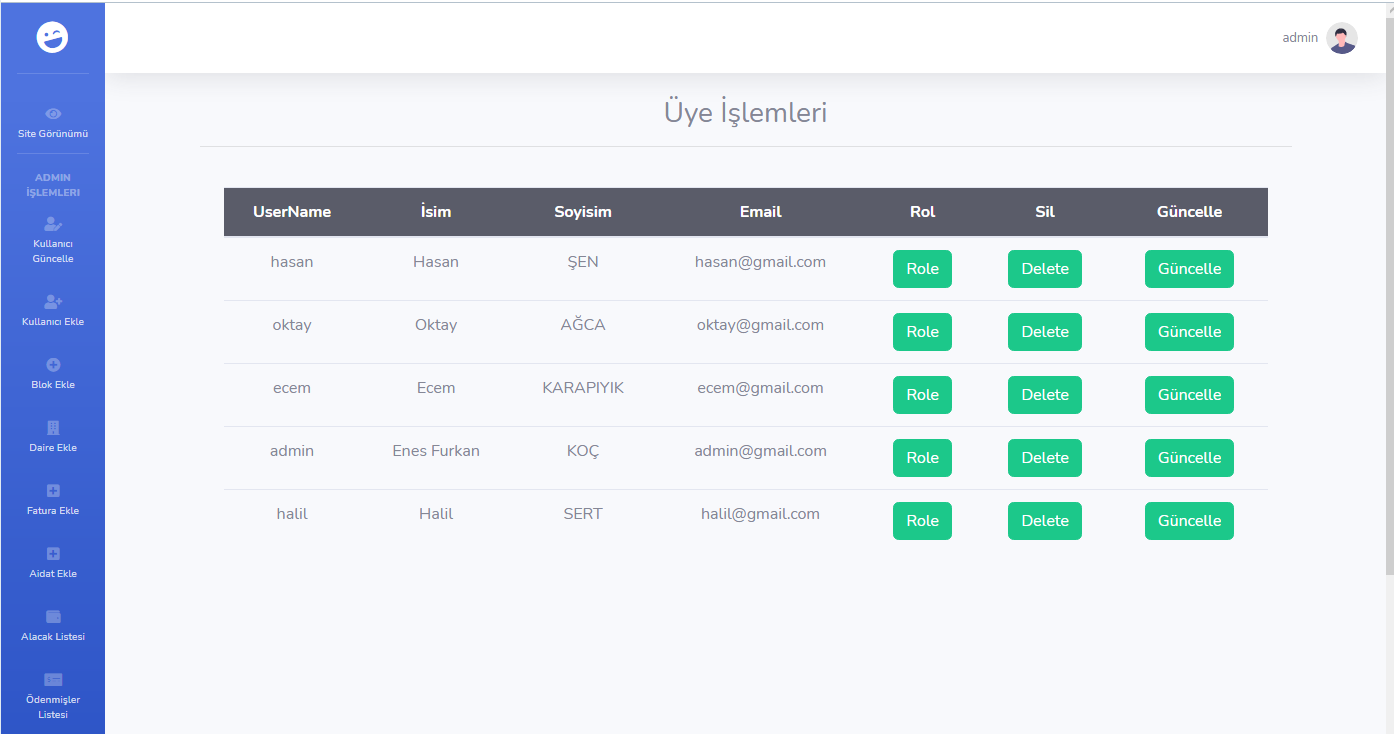 admin
Site Görünümü
ADMIN
İŞLEMLERI
Kullanıcı
Güncelle
Kullanıcı Ekle
Blok Ekle
Daire Ekle
Fatura Ekle
Aidat Ekle
Alacak Listesi
Ödenmişler
Listesi
Üye İşlemleri
UserName İsim Soyisim Email Rol Sil Güncelle
hasan Hasan ŞEN hasan@gmail.com Role Delete Güncelle
oktay Oktay AĞCA oktay@gmail.com Role Delete Güncelle
ecem Ecem KARAPIYIK ecem@gmail.com Role Delete Güncelle
admin Enes Furkan KOÇ admin@gmail.com Role Delete Güncelle
halil Halil SERT halil@gmail.com Role Delete Güncelle